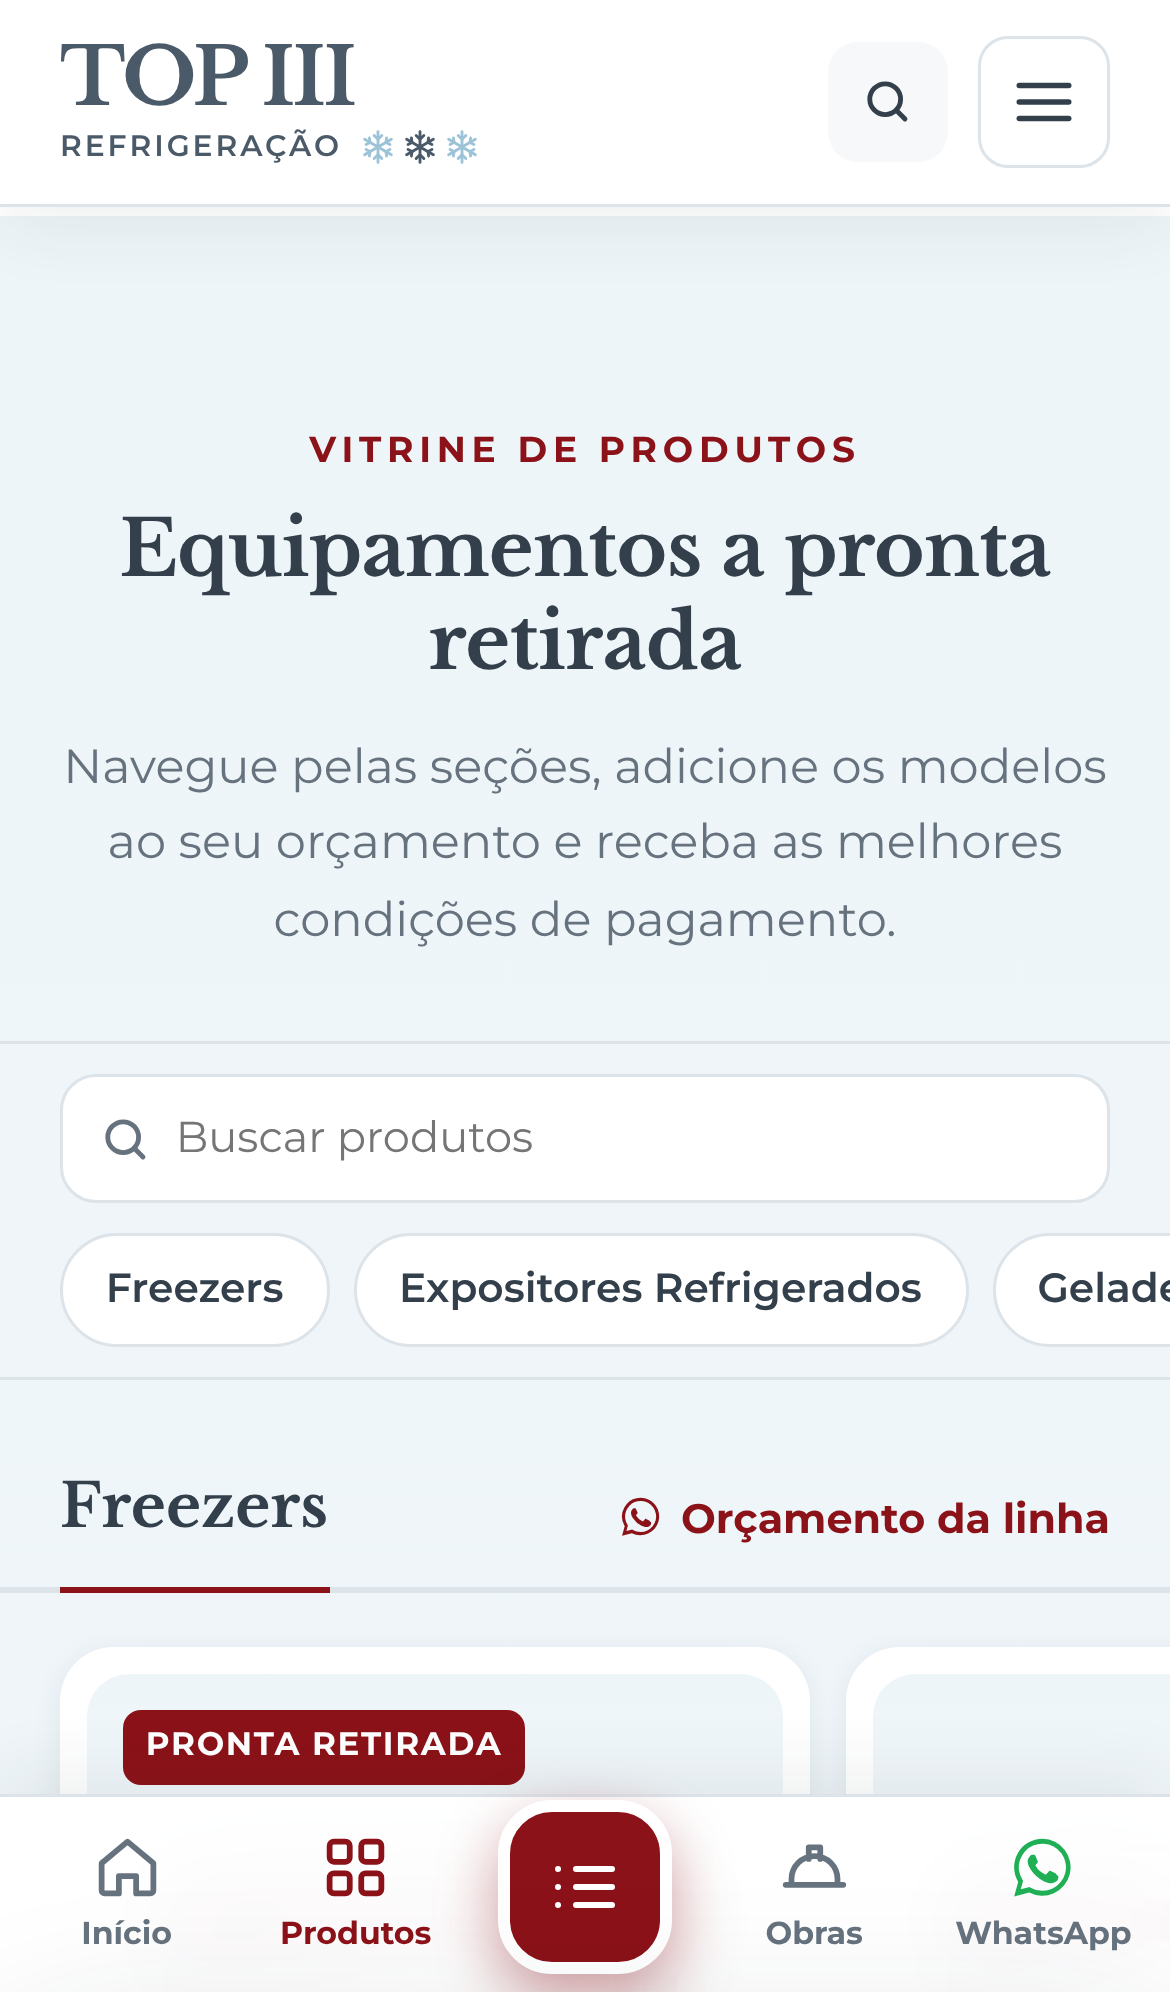 TOP III
REFRIGERAÇÃO
VITRINE DE PRODUTOS
Equipamentos a pronta
retirada
Navegue pelas seções, adicione os modelos
ao seu orçamento e receba as melhores
condições de pagamento.
Buscar produtos
Freezers
Expositores Refrigerados
Gelade
Freezers
Orçamento da linha
PRONTA RETIRADA
Início
Produtos
Obras
WhatsApp